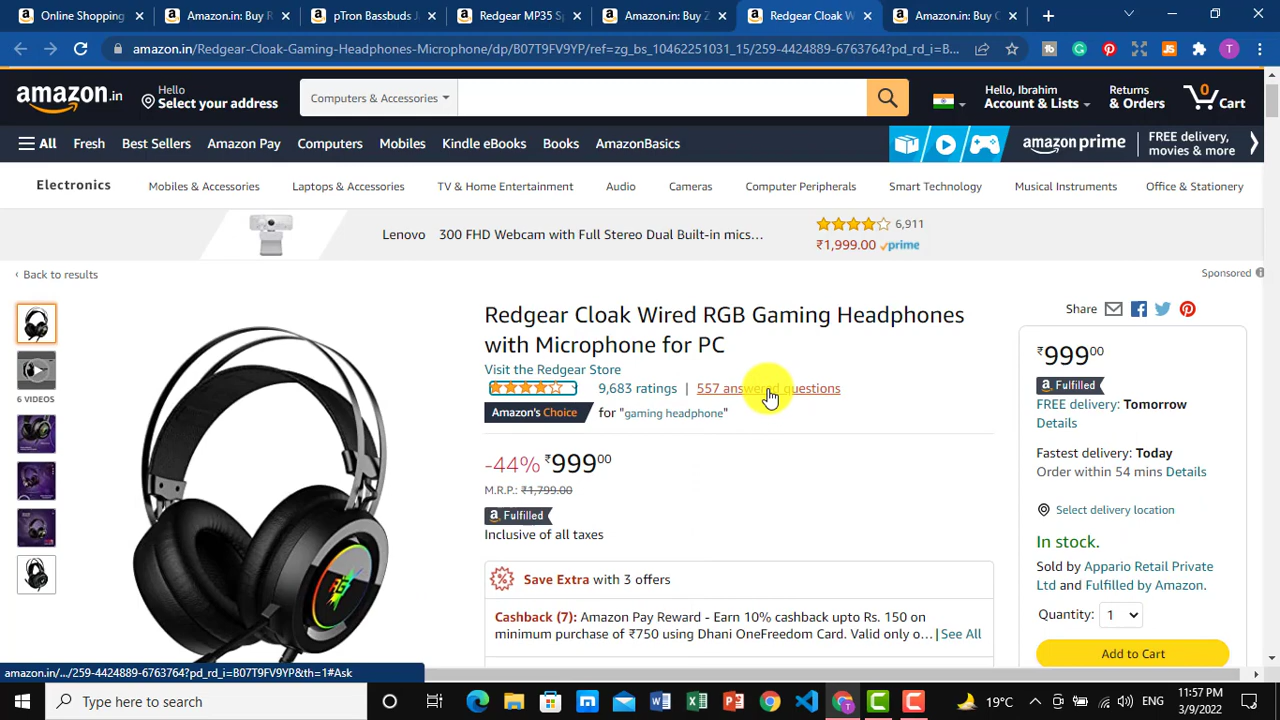 Online Shopping
Amazon.in: Buy R
pTron Bassbuds J
Redgear MP35 Sp
Amazon.in: Buy Z
Redgear Cloak W
Amazon.in: Buy C
amazon.in/Redgear-Cloak-Gaming-Headphones-Microphone/dp/B07T9FV9YP/ref=zg_bs_10462251031_15/259-4424889-6763764?pd_rd_i=B...
T
amazon.in
Hello
Select your address
Computers & Accessories
Hello, Ibrahim
Account & Lists
Returns
& Orders
0
Cart
All Fresh Best Sellers Amazon Pay Computers Mobiles Kindle eBooks Books AmazonBasics
amazon prime
FREE delivery,
movies & more
Electronics Mobiles & Accessories Laptops & Accessories TV & Home Entertainment Audio Cameras Computer Peripherals Smart Technology Musical Instruments Office & Stationery
Lenovo 300 FHD Webcam with Full Stereo Dual Built-in mics...
6,911
₹1,999.00 prime
‹ Back to results
Sponsored
6 VIDEOS
Redgear Cloak Wired RGB Gaming Headphones
with Microphone for PC
Visit the Redgear Store
9,683 ratings | 557 answered questions
Amazon's Choice for "gaming headphone"
-44% ₹999.00
M.R.P.: ₹1,799.00
Fulfilled
Inclusive of all taxes
Save Extra with 3 offers
Cashback (7): Amazon Pay Reward - Earn 10% cashback upto Rs. 150 on
minimum purchase of ₹750 using Dhani OneFreedom Card. Valid only o... | See All
Share
₹999.00
Fulfilled
FREE delivery: Tomorrow
Details
Fastest delivery: Today
Order within 54 mins Details
Select delivery location
In stock.
Sold by Appario Retail Private
Ltd and Fulfilled by Amazon.
Quantity: 1
Add to Cart
amazon.in/.../259-4424889-6763764?pd_rd_i=B07T9FV9YP&th=1#Ask
Type here to search
19°C
ENG
11:57 PM
3/9/2022